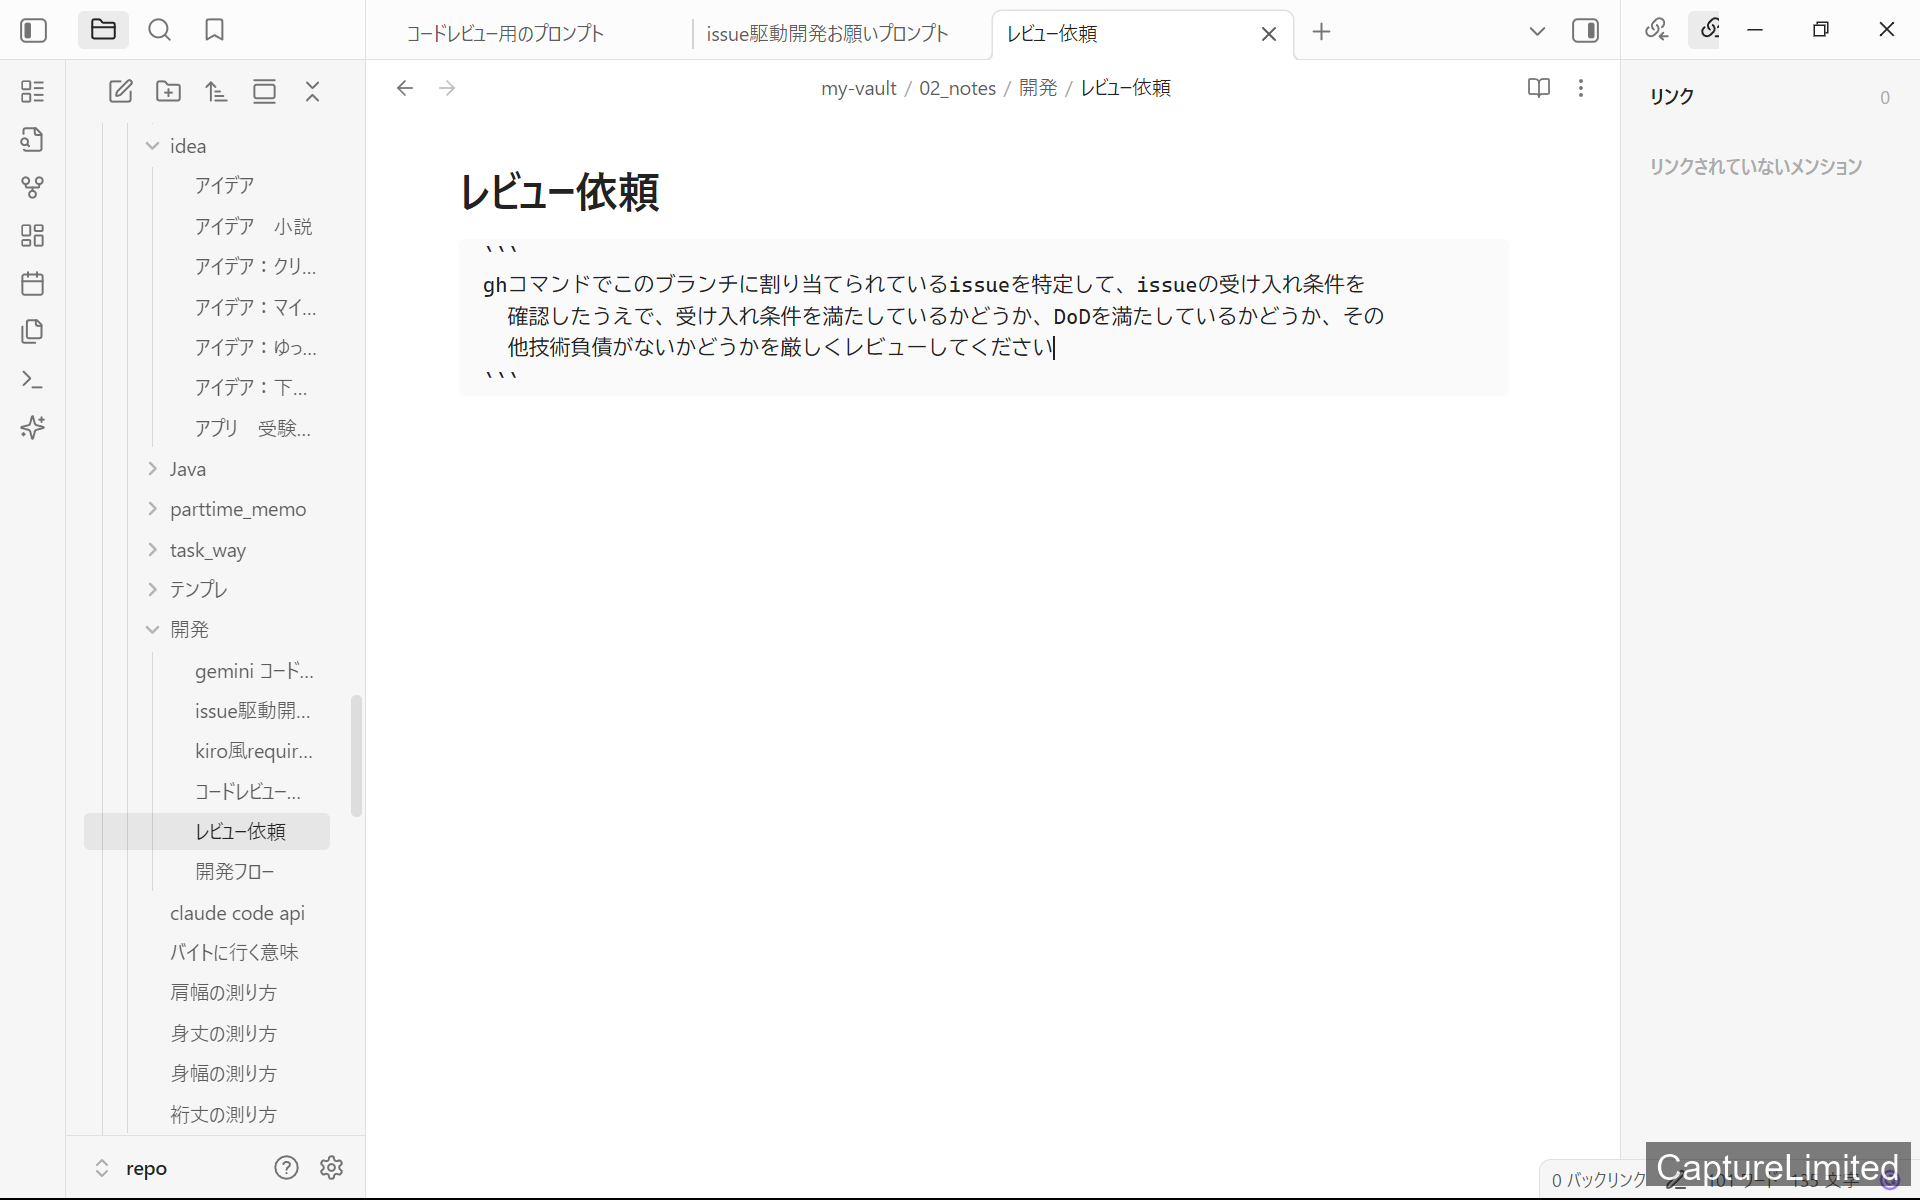 コードレビュー用のプロンプト
issue駆動開発お願いプロンプト
レビュー依頼
my-vault / 02_notes / 開発 / レビュー依頼
リンク
0
リンクされていないメンション
idea
アイデア
アイデア　小説
アイデア：クリ...
アイデア：マイ...
アイデア：ゆっ...
アイデア：下...
アプリ　受験...
Java
parttime_memo
task_way
テンプレ
開発
gemini コード...
issue駆動開...
kiro風requir...
コードレビュー...
レビュー依頼
開発フロー
claude code api
バイトに行く意味
肩幅の測り方
身丈の測り方
身幅の測り方
裄丈の測り方
repo
レビュー依頼
```
ghコマンドでこのブランチに割り当てられているissueを特定して、issueの受け入れ条件を
確認したうえで、受け入れ条件を満たしているかどうか、DoDを満たしているかどうか、その
他技術負債がないかどうかを厳しくレビューしてください
```
0 バックリンク
CaptureLimited